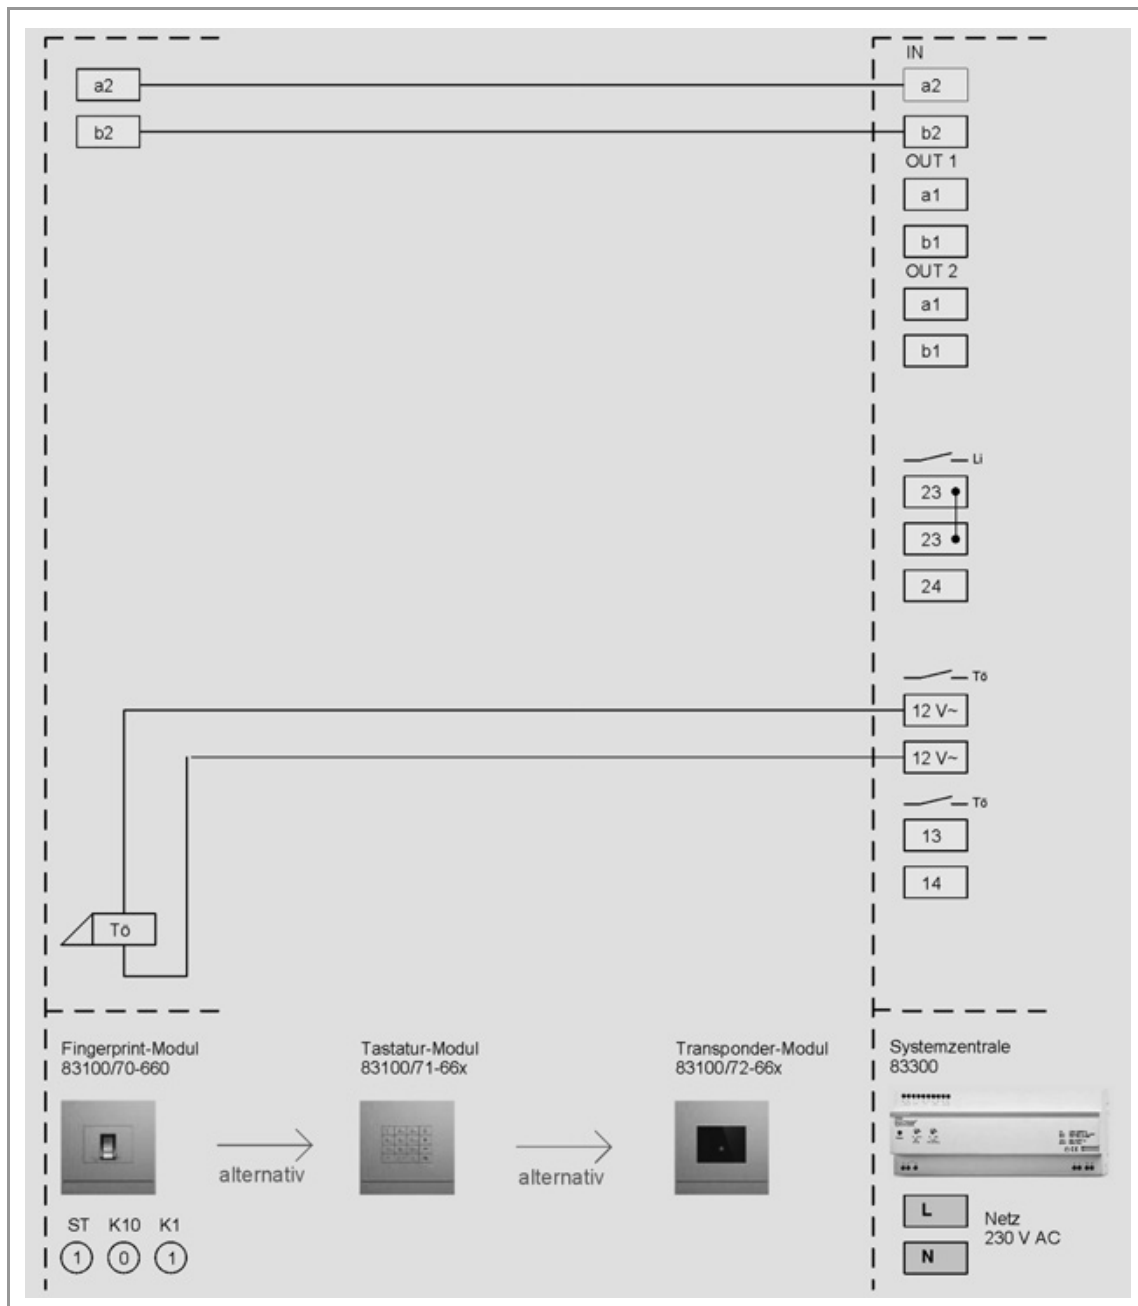 IN
a2
a2
b2
b2
OUT 1
a1
b1
OUT 2
a1
b1
Li
23
23
24
Tö
12 V~
12 V~
Tö
13
14
Tö
Fingerprint-Modul
83100/70-660
Tastatur-Modul
83100/71-66x
Transponder-Modul
83100/72-66x
Systemzentrale
83300
alternativ
alternativ
ST K10 K1
1 0 1
L
N
Netz
230 V AC